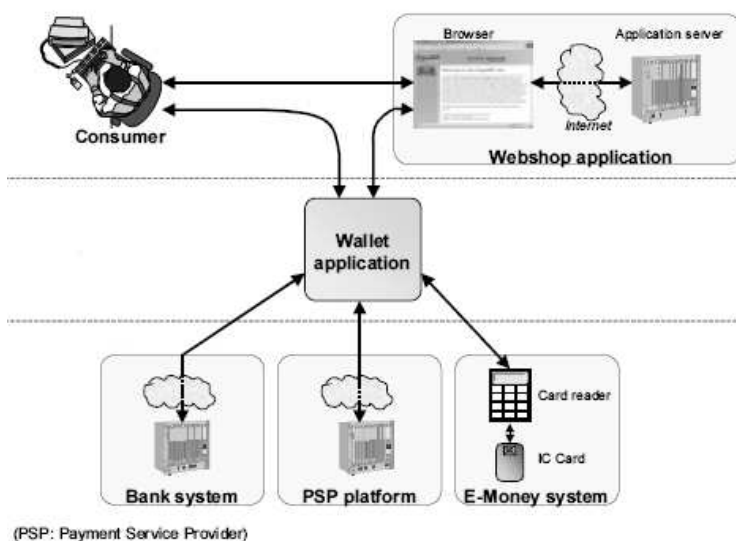 Browser
Application server
Consumer
Internet
Webshop application
Wallet
application
Card reader
IC Card
Bank system
PSP platform
E-Money system
(PSP: Payment Service Provider)